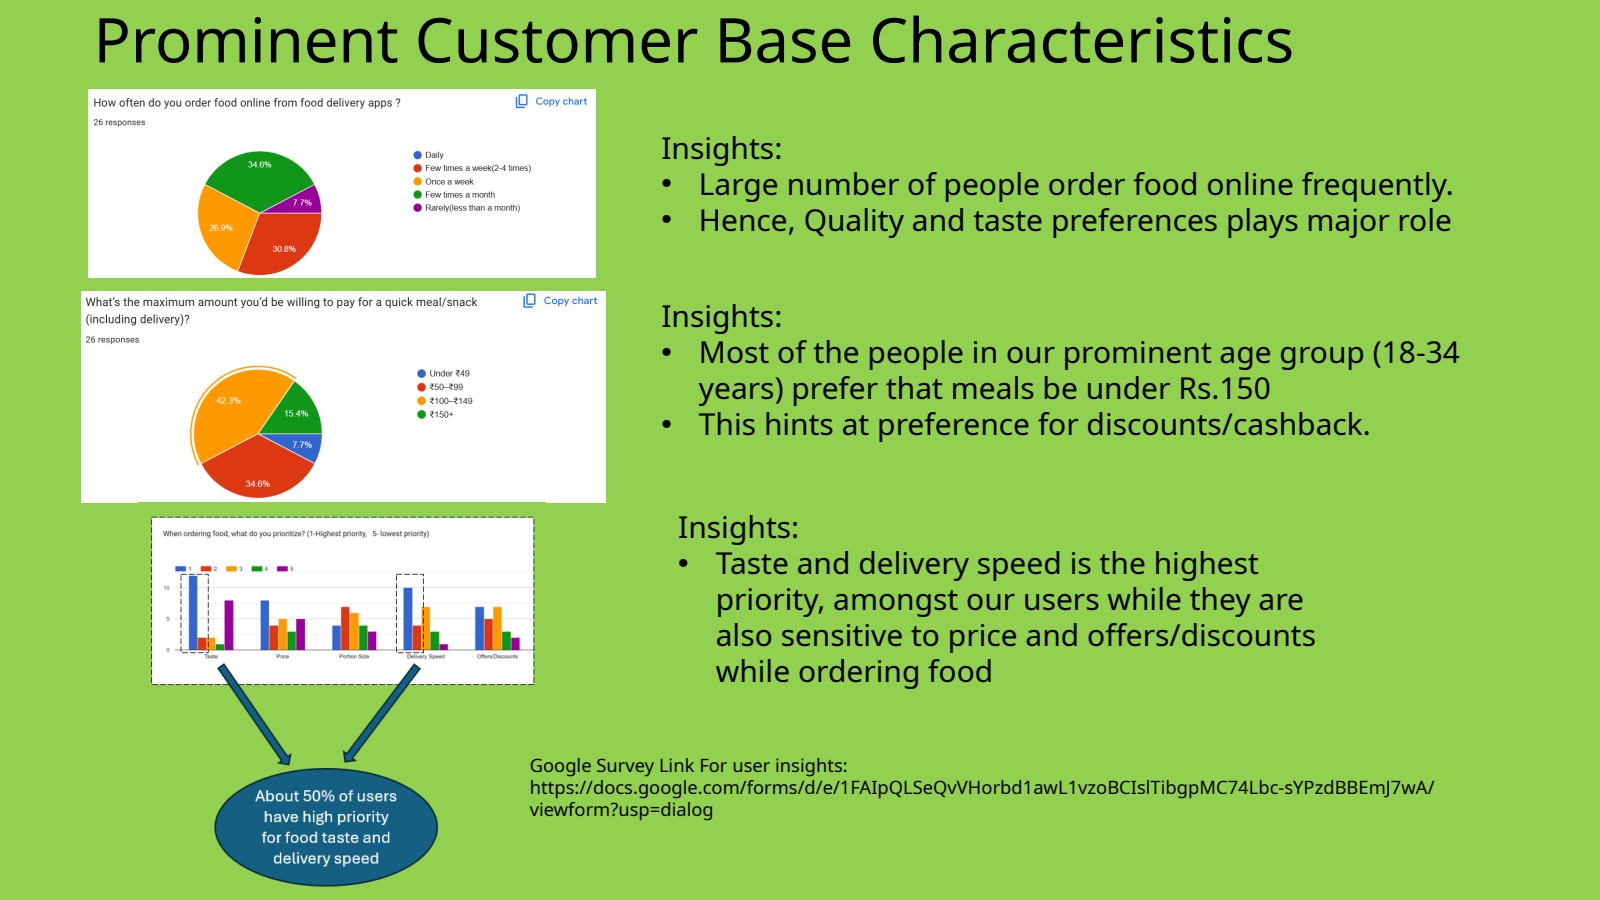 Prominent Customer Base Characteristics
How often do you order food online from food delivery apps ?
Copy chart
26 responses
34.6%
7.7%
26.9%
30.8%
Daily
Few times a week(2-4 times)
Once a week
Few times a month
Rarely(less than a month)
Insights:
• Large number of people order food online frequently.
• Hence, Quality and taste preferences plays major role
What's the maximum amount you'd be willing to pay for a quick meal/snack
(including delivery)?
Copy chart
26 responses
42.3%
15.4%
7.7%
34.6%
Under ₹49
₹50–₹99
₹100–₹149
₹150+
Insights:
• Most of the people in our prominent age group (18-34
years) prefer that meals be under Rs.150
• This hints at preference for discounts/cashback.
When ordering food, what do you prioritize? (1-Highest priority, 5- lowest priority)
1 2 3 4 5
10
5
0
Taste Price Portion Size Delivery Speed Offers/Discounts
Insights:
• Taste and delivery speed is the highest
priority, amongst our users while they are
also sensitive to price and offers/discounts
while ordering food
About 50% of users
have high priority
for food taste and
delivery speed
Google Survey Link For user insights:
https://docs.google.com/forms/d/e/1FAIpQLSeQvVHorbd1awL1vzoBCIslTibgpMC74Lbc-sYPzdBBEmJ7wA/
viewform?usp=dialog